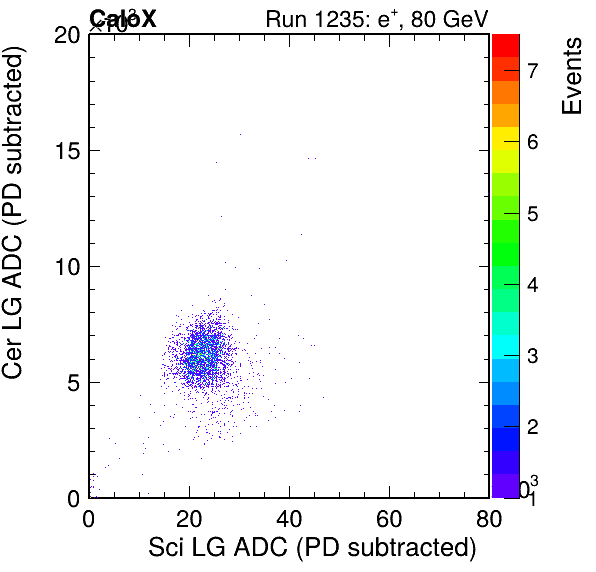 CaloX
×10³
Run 1235: e⁺, 80 GeV
20
15
10
5
0
0 20 40 60 80
Sci LG ADC (PD subtracted)
Cer LG ADC (PD subtracted)
7
6
5
4
3
2
1
Events